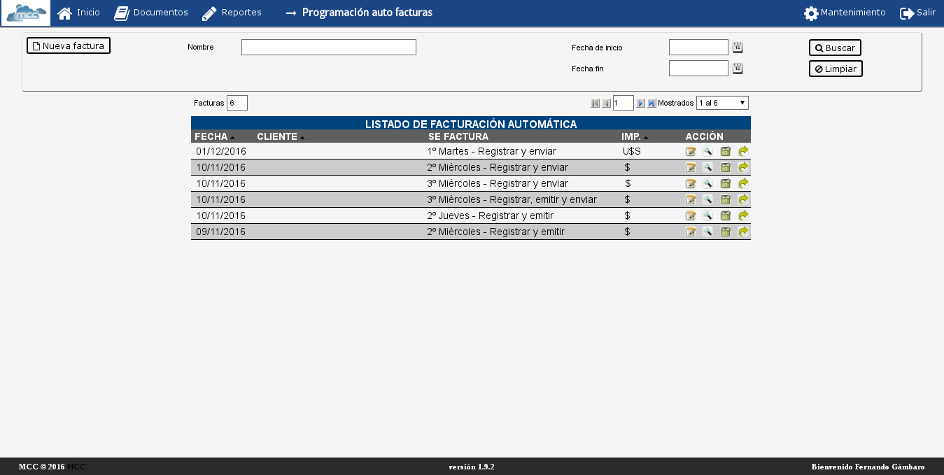 MCC Inicio Documentos Reportes → Programación auto facturas Mantenimiento Salir
Nueva factura Nombre Fecha de inicio Buscar
Fecha fin Limpiar
Facturas 6 1 Mostrados 1 al 6
LISTADO DE FACTURACIÓN AUTOMÁTICA
FECHA CLIENTE SE FACTURA IMP. ACCIÓN
01/12/2016 1º Martes - Registrar y enviar U$S
10/11/2016 2º Miércoles - Registrar y enviar $
10/11/2016 3º Miércoles - Registrar y enviar $
10/11/2016 3º Miércoles - Registrar, emitir y enviar $
10/11/2016 2º Jueves - Registrar y emitir $
09/11/2016 2º Miércoles - Registrar y emitir $
MCC © 2016 MCC versión 1.9.2 Bienvenido Fernando Gámbaro